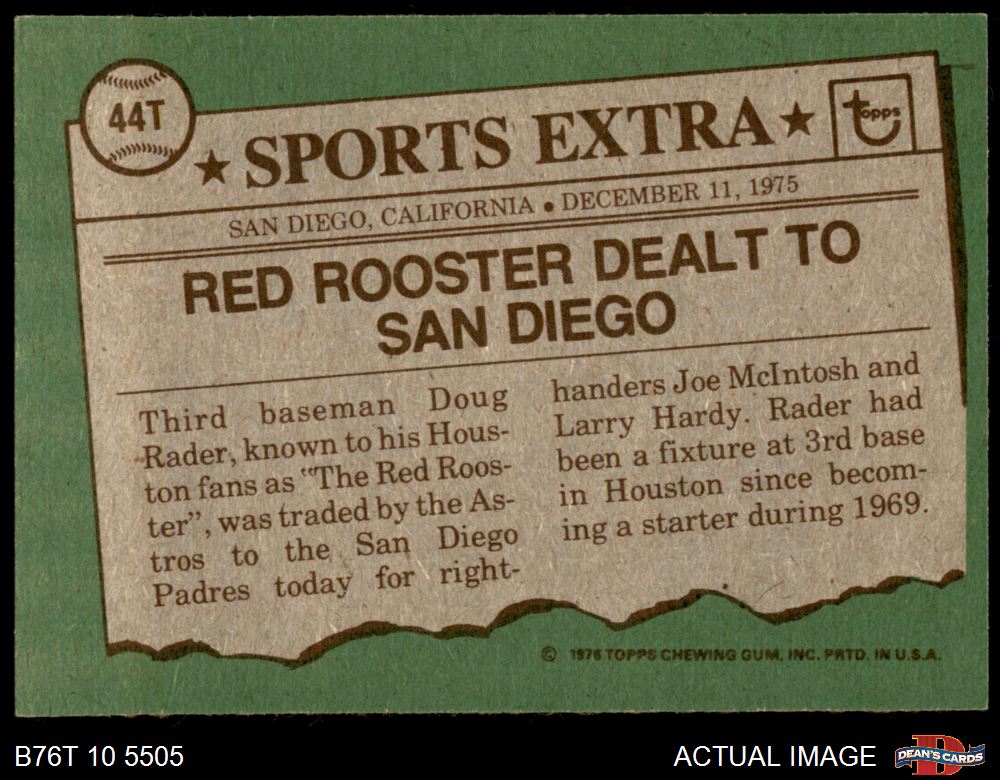 44T
★ SPORTS EXTRA ★
topps
SAN DIEGO, CALIFORNIA • DECEMBER 11, 1975
RED ROOSTER DEALT TO
SAN DIEGO
Third baseman Doug
Rader, known to his Hous-
ton fans as "The Red Roos-
ter", was traded by the As-
tros to the San Diego
Padres today for right-
handers Joe McIntosh and
Larry Hardy. Rader had
been a fixture at 3rd base
in Houston since becom-
ing a starter during 1969.
© 1976 TOPPS CHEWING GUM, INC. PRTD. IN U.S.A.
B76T 10 5505
ACTUAL IMAGE
D
DEAN'S CARDS